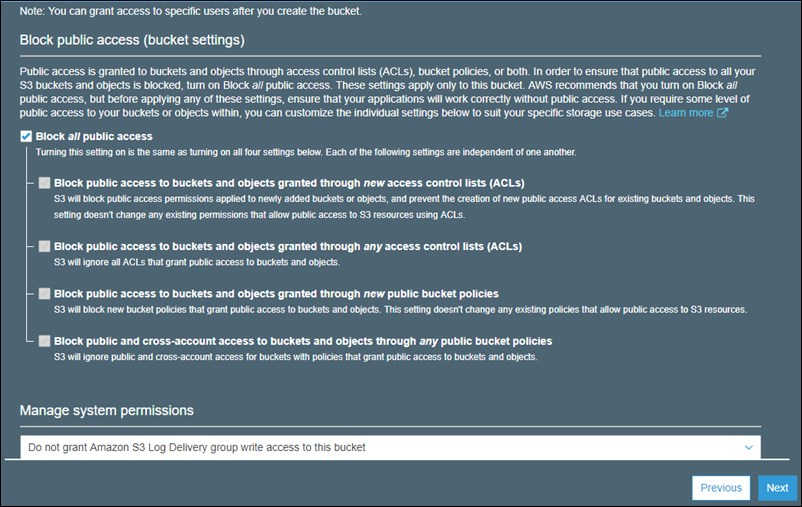 Note: You can grant access to specific users after you create the bucket.
Block public access (bucket settings)
Public access is granted to buckets and objects through access control lists (ACLs), bucket policies, or both. In order to ensure that public access to all your
S3 buckets and objects is blocked, turn on Block all public access. These settings apply only to this bucket. AWS recommends that you turn on Block all
public access, but before applying any of these settings, ensure that your applications will work correctly without public access. If you require some level of
public access to your buckets or objects within, you can customize the individual settings below to suit your specific storage use cases. Learn more
Block all public access
Turning this setting on is the same as turning on all four settings below. Each of the following settings are independent of one another.
Block public access to buckets and objects granted through new access control lists (ACLs)
S3 will block public access permissions applied to newly added buckets or objects, and prevent the creation of new public access ACLs for existing buckets and objects. This
setting doesn't change any existing permissions that allow public access to S3 resources using ACLs.
Block public access to buckets and objects granted through any access control lists (ACLs)
S3 will ignore all ACLs that grant public access to buckets and objects.
Block public access to buckets and objects granted through new public bucket policies
S3 will block new bucket policies that grant public access to buckets and objects. This setting doesn't change any existing policies that allow public access to S3 resources.
Block public and cross-account access to buckets and objects through any public bucket policies
S3 will ignore public and cross-account access for buckets with policies that grant public access to buckets and objects.
Manage system permissions
Do not grant Amazon S3 Log Delivery group write access to this bucket
Previous
Next